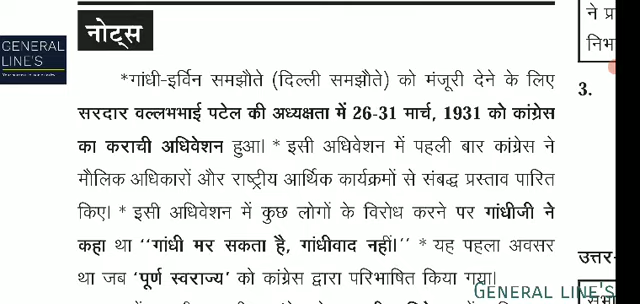 नोट्स
GENERAL
LINE'S
*गांधी-इर्विन समझौते (दिल्ली समझौते) को मंजूरी देने के लिए
सरदार वल्लभभाई पटेल की अध्यक्षता में 26-31 मार्च, 1931 को कांग्रेस
का कराची अधिवेशन हुआ। * इसी अधिवेशन में पहली बार कांग्रेस ने
मौलिक अधिकारों और राष्ट्रीय आर्थिक कार्यक्रमों से संबद्ध प्रस्ताव पारित
किए। * इसी अधिवेशन में कुछ लोगों के विरोध करने पर गांधीजी ने
कहा था ''गांधी मर सकता है, गांधीवाद नहीं।'' * यह पहला अवसर
था जब 'पूर्ण स्वराज्य' को कांग्रेस द्वारा परिभाषित किया गया।
ने
3.
उत्तर-
GENERAL LINE'S